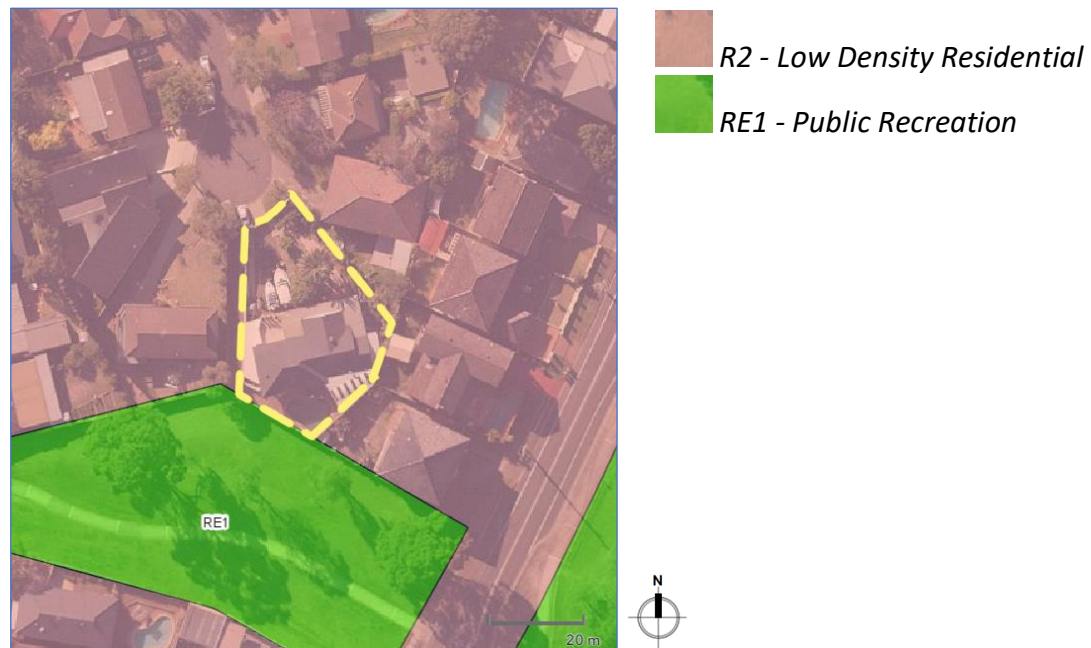 R2 - Low Density Residential
RE1 - Public Recreation
RE1
N
20 m